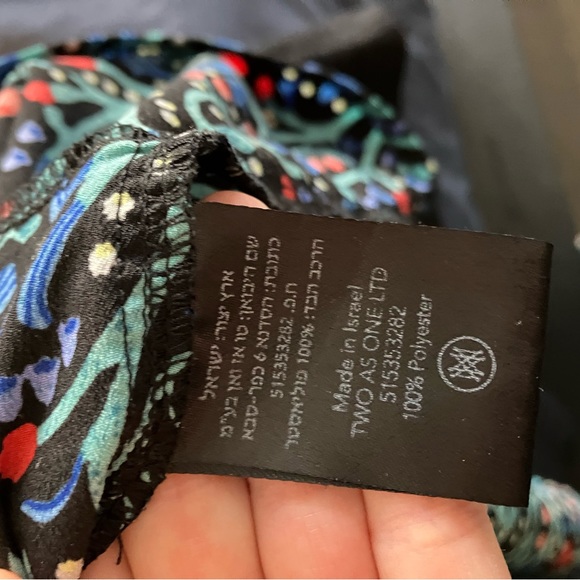 ארץ יצור: ישראל
שם היבואן: טו אז וואן בע"מ
כתובת: הסדנא 6 כפר-סבא
ח.פ. 515353282
הרכב הבד: 100% פוליאסטר
Made in Israel
TWO AS ONE LTD
515353282
100% Polyester